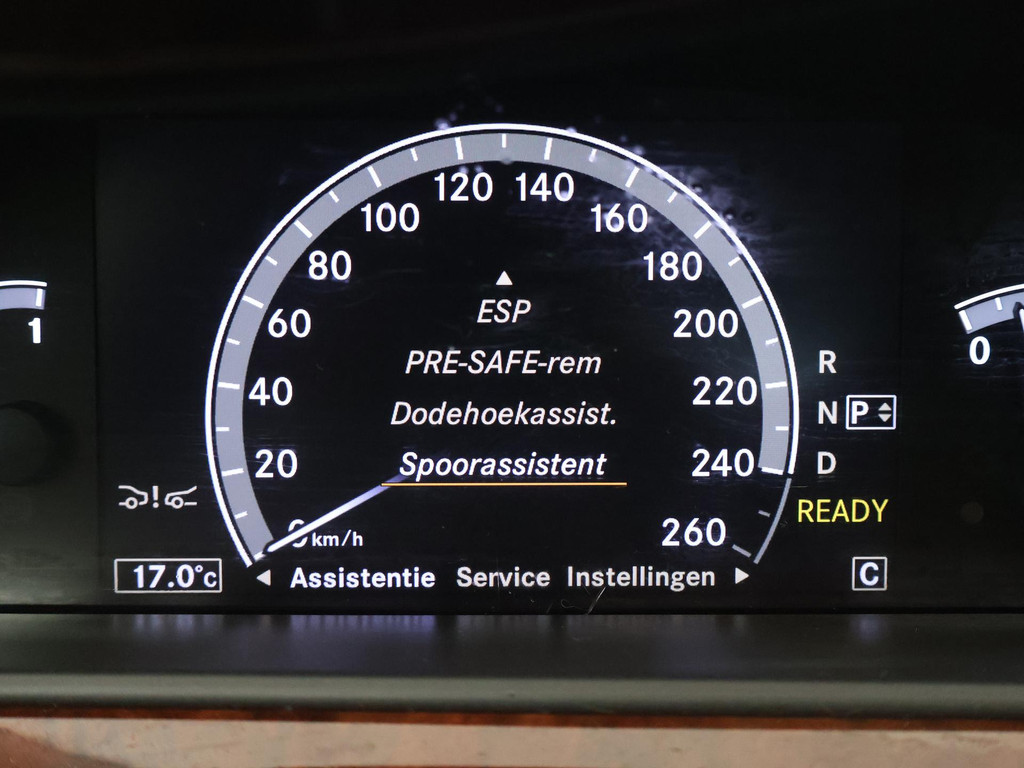 120 140
100 160
80 180
60 200
40 220
20 240
0 km/h 260
ESP
PRE-SAFE-rem
Dodehoekassist.
Spoorassistent
Assistentie Service Instellingen
1
!
17.0°C
R
N P
D
READY
C
0